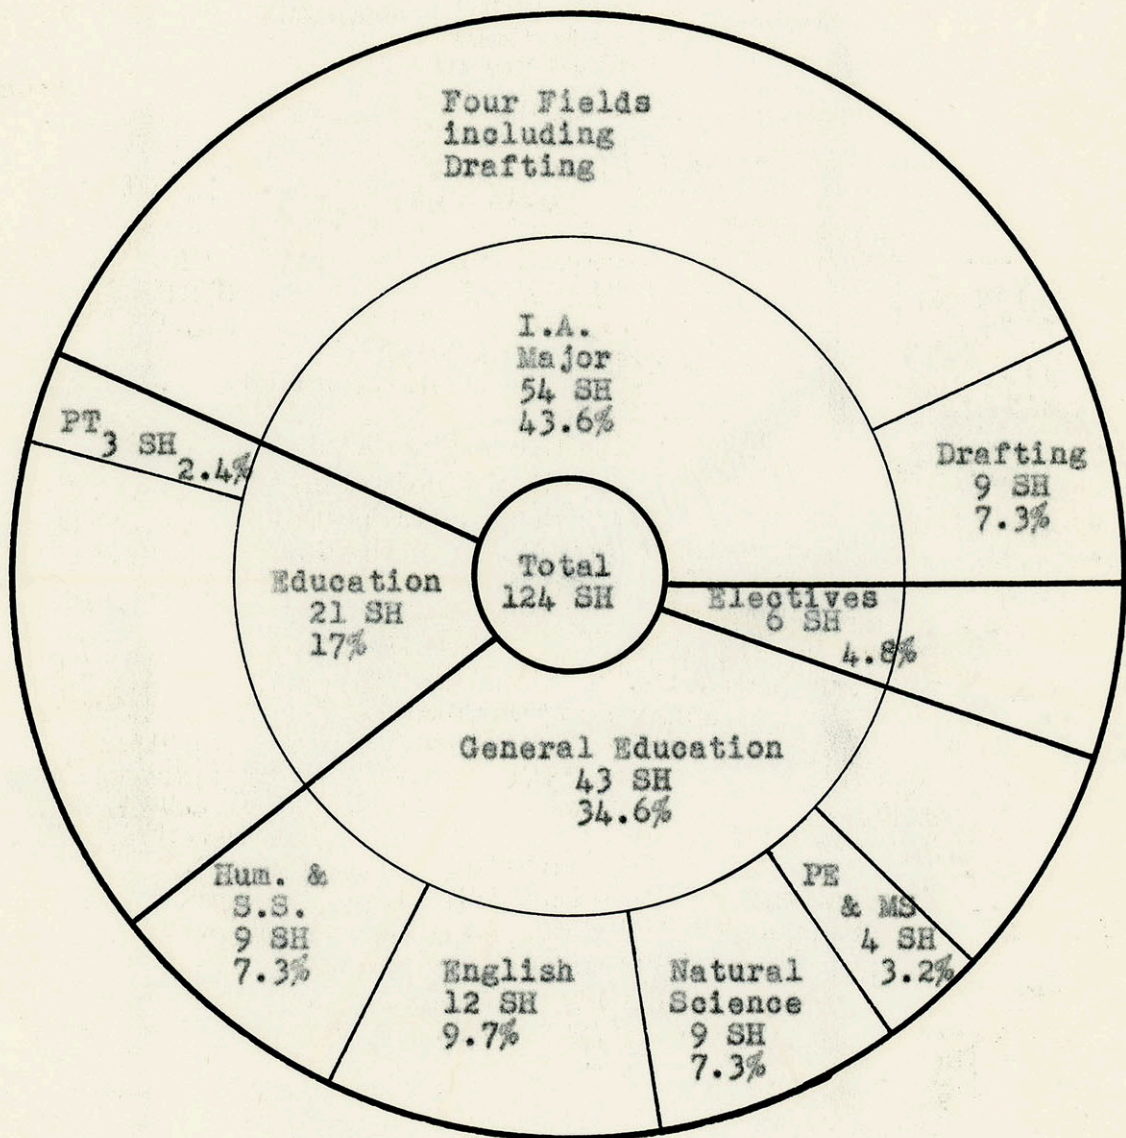 Four Fields
including
Drafting
I.A.
Major
54 SH
43.6%
PT
3 SH
2.4%
Drafting
9 SH
7.3%
Total
124 SH
Education
21 SH
17%
Electives
6 SH
4.8%
General Education
43 SH
34.6%
Hum. &
S.S.
9 SH
7.3%
English
12 SH
9.7%
Natural
Science
9 SH
7.3%
PE
& MS
4 SH
3.2%